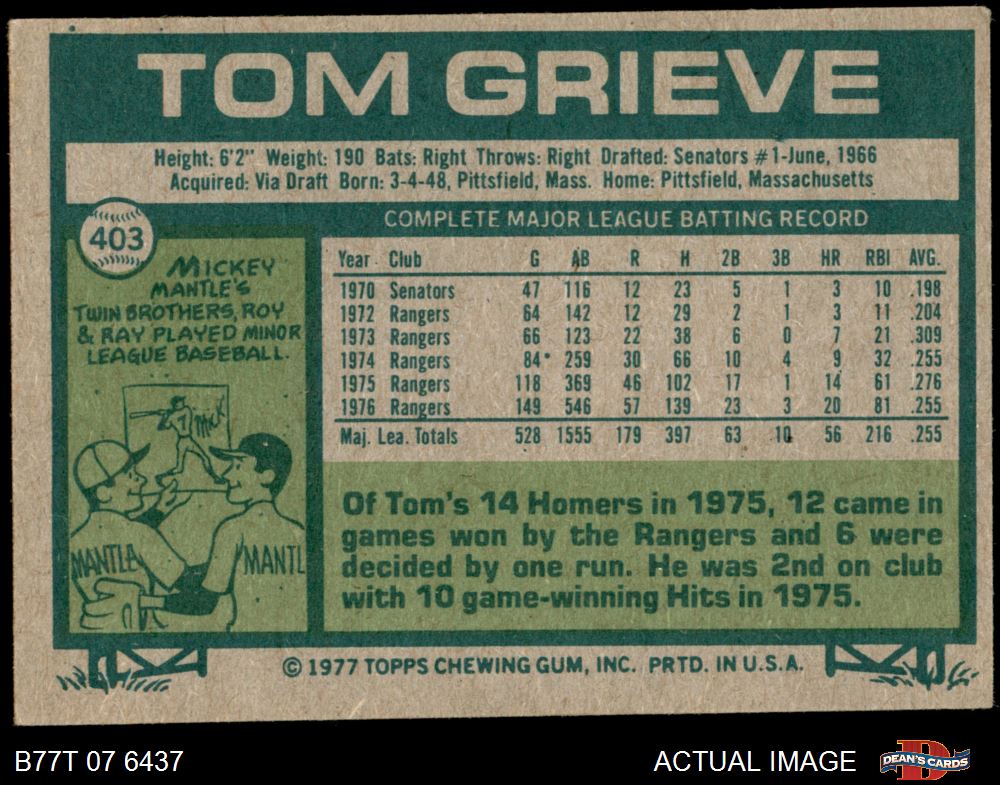 TOM GRIEVE
Height: 6'2" Weight: 190 Bats: Right Throws: Right Drafted: Senators #1-June, 1966
Acquired: Via Draft Born: 3-4-48, Pittsfield, Mass. Home: Pittsfield, Massachusetts
403
MICKEY
MANTLE'S
TWIN BROTHERS, ROY
& RAY PLAYED MINOR
LEAGUE BASEBALL.
MICK
MANTLE
MANTL
COMPLETE MAJOR LEAGUE BATTING RECORD
Year Club G AB R H 2B 3B HR RBI AVG.
1970 Senators 47 116 12 23 5 1 3 10 .198
1972 Rangers 64 142 12 29 2 1 3 11 .204
1973 Rangers 66 123 22 38 6 0 7 21 .309
1974 Rangers 84• 259 30 66 10 4 9 32 .255
1975 Rangers 118 369 46 102 17 1 14 61 .276
1976 Rangers 149 546 57 139 23 3 20 81 .255
Maj. Lea. Totals 528 1555 179 397 63 10 56 216 .255
Of Tom's 14 Homers in 1975, 12 came in
games won by the Rangers and 6 were
decided by one run. He was 2nd on club
with 10 game-winning Hits in 1975.
© 1977 TOPPS CHEWING GUM, INC. PRTD. IN U.S.A.
B77T 07 6437
ACTUAL IMAGE
DEAN'S CARDS